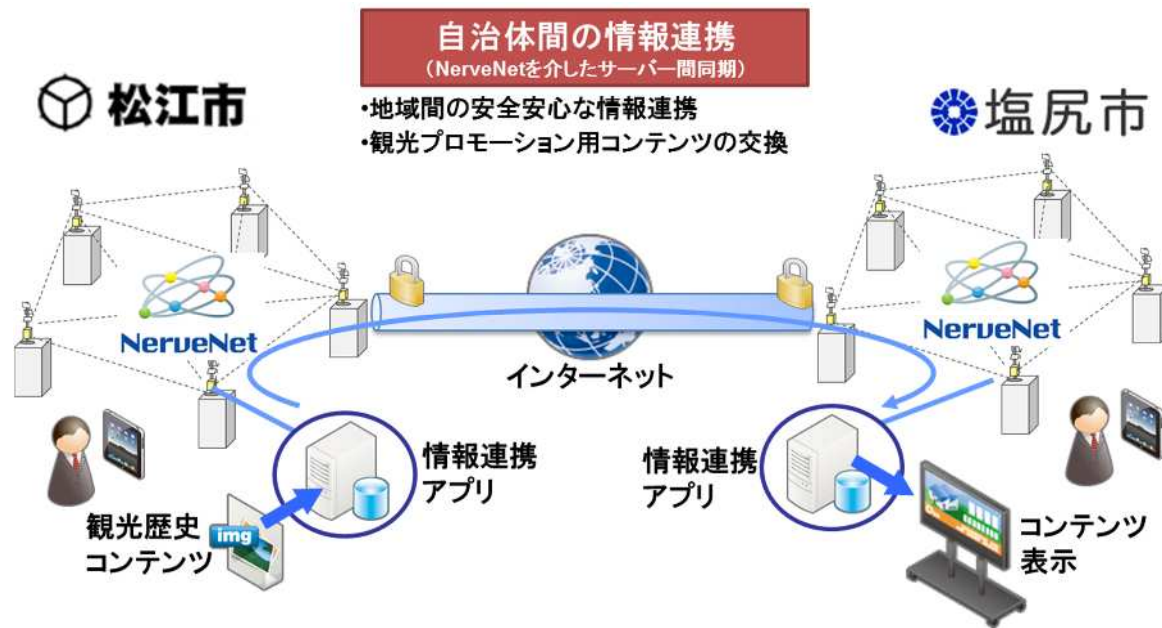 自治体間の情報連携
（NerveNetを介したサーバー間同期）
松江市
•地域間の安全安心な情報連携
•観光プロモーション用コンテンツの交換
塩尻市
NerveNet
NerveNet
インターネット
情報連携
アプリ
情報連携
アプリ
観光歴史
コンテンツ
img
コンテンツ
表示